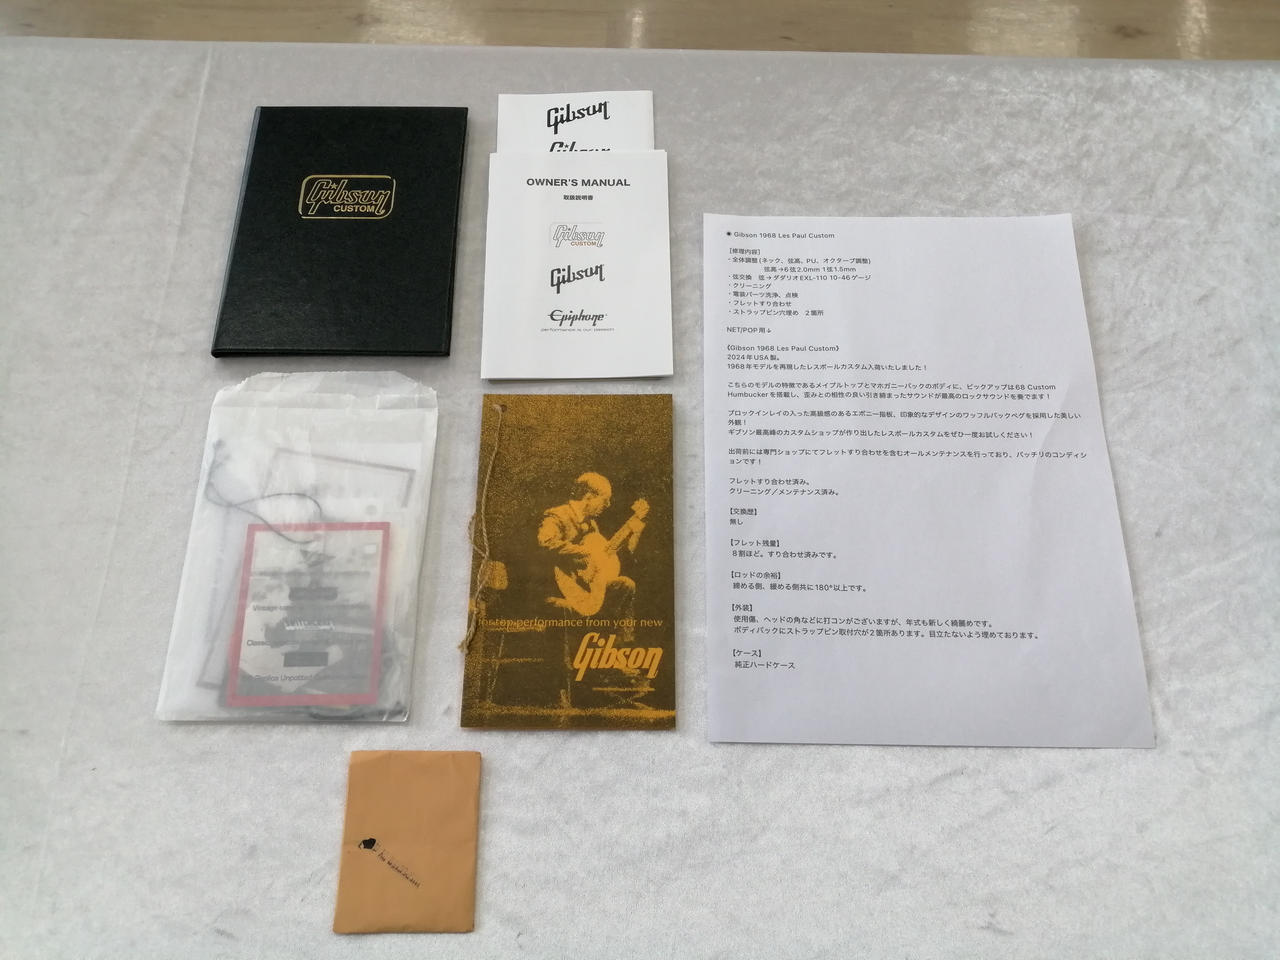 Gibson
CUSTOM
Gibson
Gibson
OWNER'S MANUAL
取扱説明書
Gibson
CUSTOM
Gibson
Epiphone
performance is our passion
for top performance from your new
Gibson
◉ Gibson 1968 Les Paul Custom
[修理内容]
・全体調整(ネック、弦高、PU、オクターブ調整)
弦高→6弦2.0mm 1弦1.5mm
・弦交換 弦→ダダリオEXL-110 10-46ゲージ
・クリーニング
・電装パーツ洗浄、点検
・フレットすり合わせ
・ストラップピン穴埋め 2箇所
NET/POP用↓
《Gibson 1968 Les Paul Custom》
2024年USA製。
1968年モデルを再現したレスポールカスタム入荷いたしました！
こちらのモデルの特徴であるメイプルトップとマホガニーバックのボディに、ピックアップは68 Custom
Humbuckerを搭載し、歪みとの相性の良い引き締まったサウンドが最高のロックサウンドを奏でます！
ブロックインレイの入った高級感のあるエボニー指板、印象的なデザインのワッフルバックペグを採用した美しい
外観！
ギブソン最高峰のカスタムショップが作り出したレスポールカスタムをぜひ一度お試しください！
出荷前には専門ショップにてフレットすり合わせを含むオールメンテナンスを行っており、バッチリのコンディシ
ョンです！
フレットすり合わせ済み。
クリーニング／メンテナンス済み。
【交換歴】
無し
【フレット残量】
８割ほど。すり合わせ済みです。
【ロッドの余裕】
締める側、緩める側共に180°以上です。
【外装】
使用傷、ヘッドの角などに打コンがございますが、年式も新しく綺麗めです。
ボディバックにストラップピン取付穴が２箇所あります。目立たないよう埋めております。
【ケース】
純正ハードケース